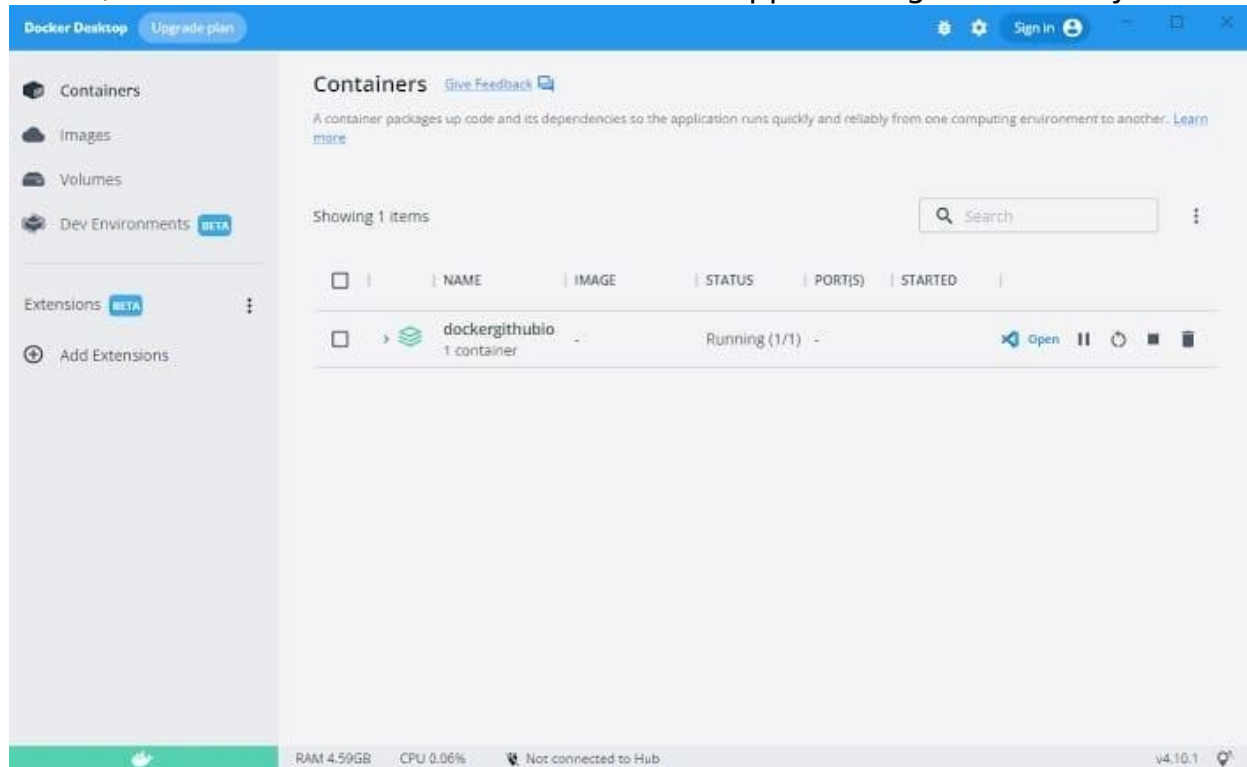 Docker Desktop Upgrade plan Sign in
Containers
Images
Volumes
Dev Environments BETA
Extensions BETA
Add Extensions
Containers Give Feedback
A container packages up code and its dependencies so the application runs quickly and reliably from one computing environment to another. Learn
more
Showing 1 items Search
NAME IMAGE STATUS PORT(S) STARTED
dockergithubio - Running (1/1) - Open
1 container
RAM 4.59GB CPU 0.06% Not connected to Hub v4.10.1